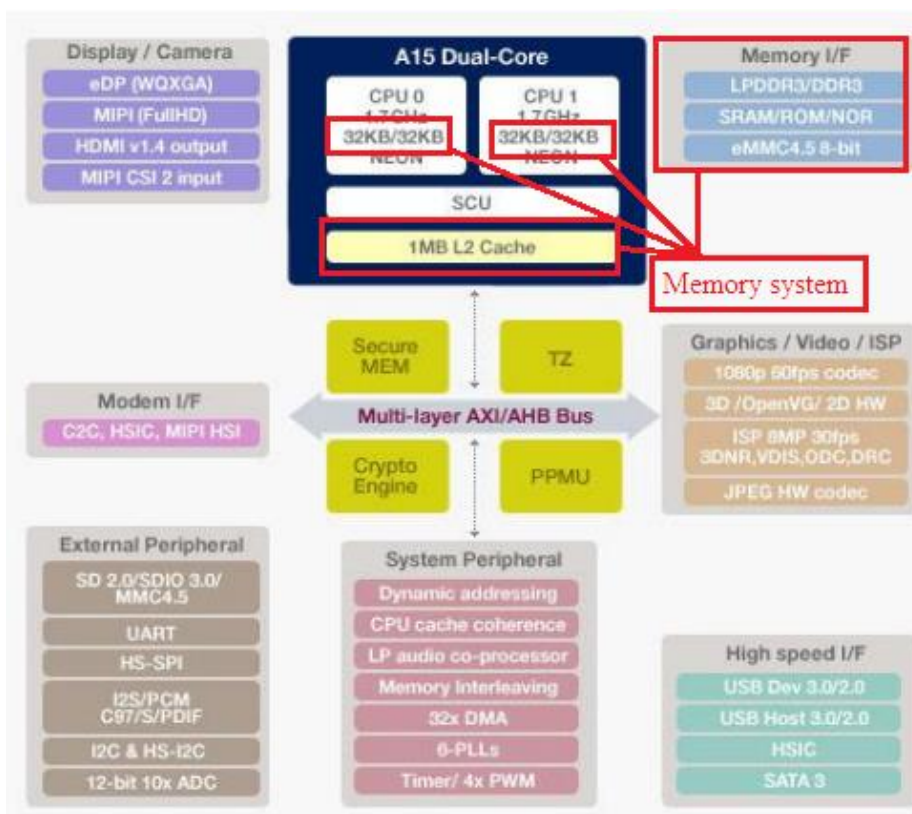 Display / Camera
eDP (WQXGA)
MIPI (FullHD)
HDMI v1.4 output
MIPI CSI 2 input
A15 Dual-Core
CPU 0
1.7GHz
32KB/32KB
NEON
CPU 1
1.7GHz
32KB/32KB
NEON
SCU
1MB L2 Cache
Memory I/F
LPDDR3/DDR3
SRAM/ROM/NOR
eMMC4.5 8-bit
Memory system
Secure
MEM
TZ
Multi-layer AXI/AHB Bus
Crypto
Engine
PPMU
Modem I/F
C2C, HSIC, MIPI HSI
Graphics / Video / ISP
1080p 60fps codec
3D /OpenVG/ 2D HW
ISP 8MP 30fps
3DNR,VDIS,ODC,DRC
JPEG HW codec
External Peripheral
SD 2.0/SDIO 3.0/
MMC4.5
UART
HS-SPI
I2S/PCM
C97/S/PDIF
I2C & HS-I2C
12-bit 10x ADC
System Peripheral
Dynamic addressing
CPU cache coherence
LP audio co-processor
Memory Interleaving
32x DMA
6-PLLs
Timer/ 4x PWM
High speed I/F
USB Dev 3.0/2.0
USB Host 3.0/2.0
HSIC
SATA 3